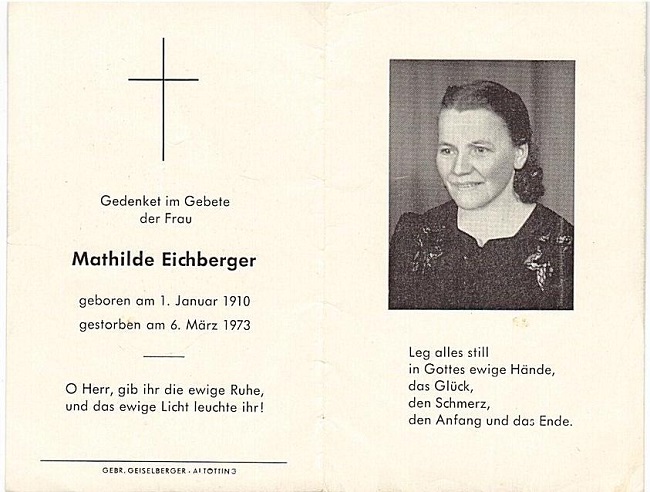 Gedenket im Gebete
der Frau
Mathilde Eichberger
geboren am 1. Januar 1910
gestorben am 6. März 1973
O Herr, gib ihr die ewige Ruhe,
und das ewige Licht leuchte ihr!
GEBR. GEISELBERGER ·
Leg alles still
in Gottes ewige Hände,
das Glück,
den Schmerz,
den Anfang und das Ende.